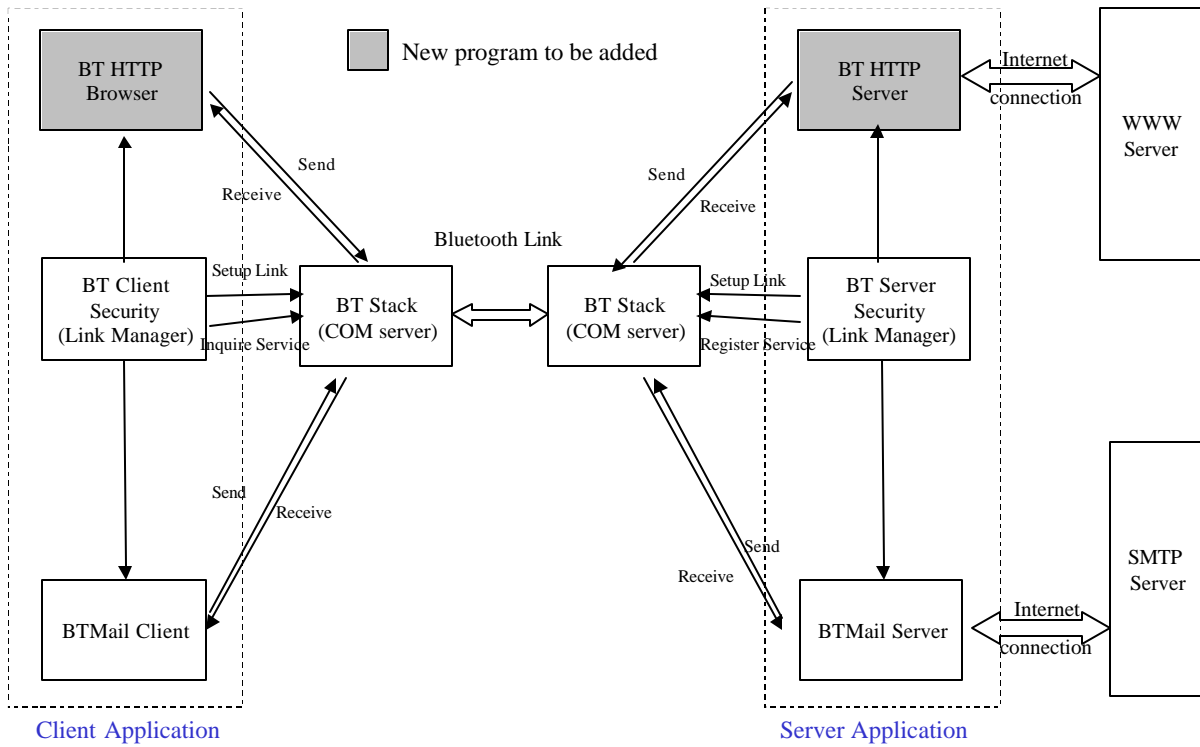 BT HTTP
Browser
New program to be added
BT HTTP
Server
Internet
connection
WWW
Server
Send
Receive
Send
Receive
Bluetooth Link
BT Client
Security
(Link Manager)
Setup Link
Inquire Service
BT Stack
(COM server)
BT Stack
(COM server)
Setup Link
Register Service
BT Server
Security
(Link Manager)
Send
Receive
Send
Receive
BTMail Client
BTMail Server
Internet
connection
SMTP
Server
Client Application
Server Application